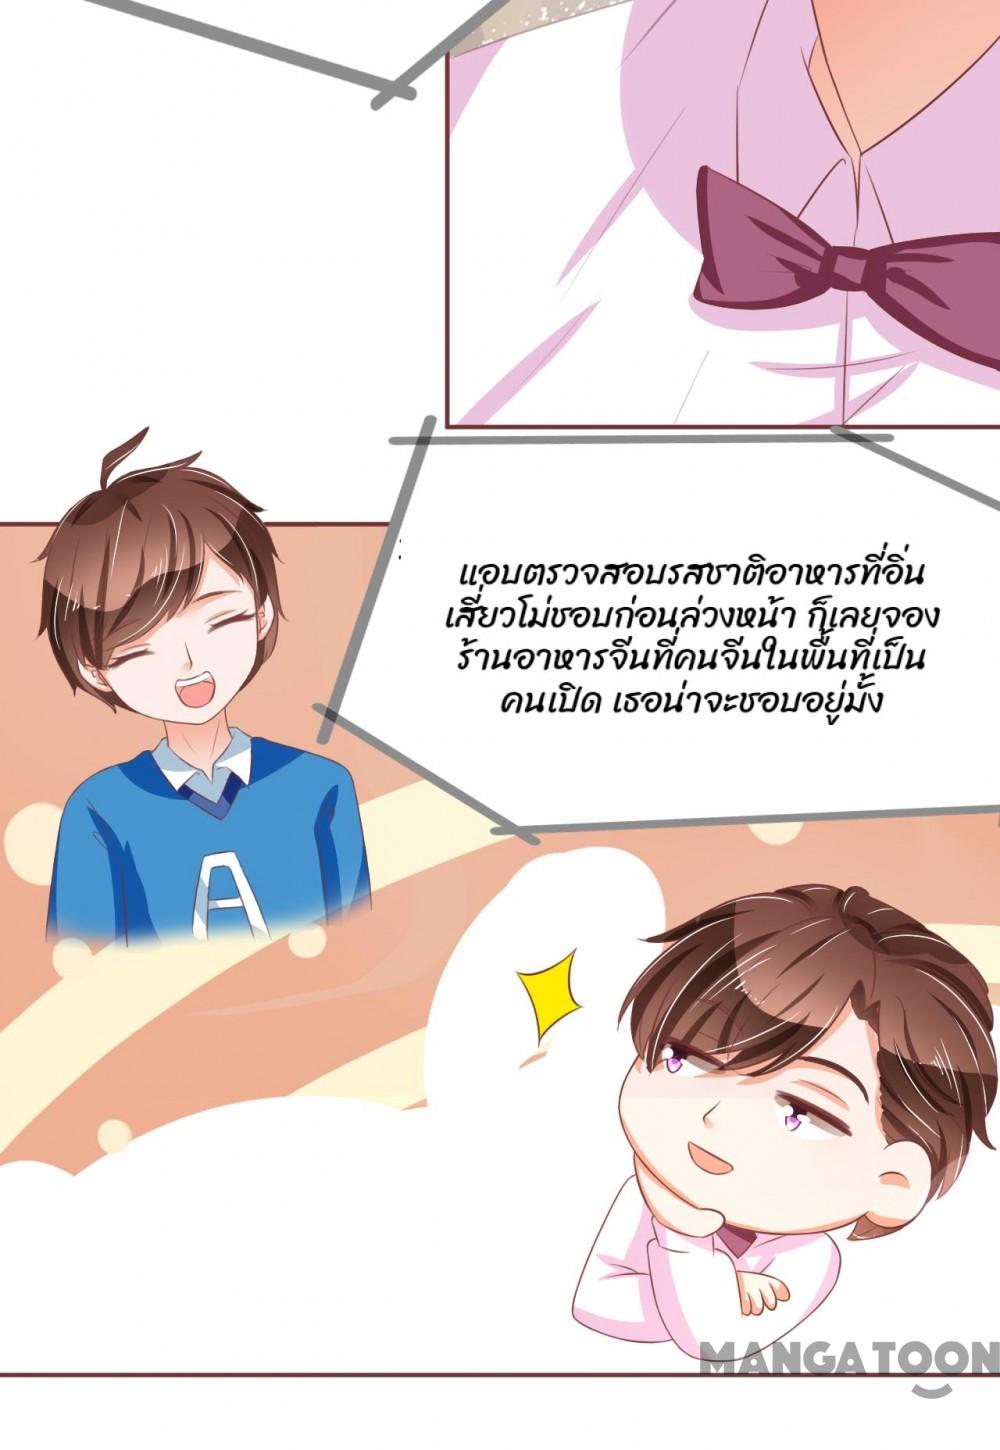 แอบตรวจสอบรสชาติอาหารที่อิ่น
เสี่ยวโม่ชอบก่อนล่วงหน้า ก็เลยจอง
ร้านอาหารจีนที่คนจีนในพื้นที่เป็น
คนเปิด เธอน่าจะชอบอยู่มั้ง
A
MANGATOON